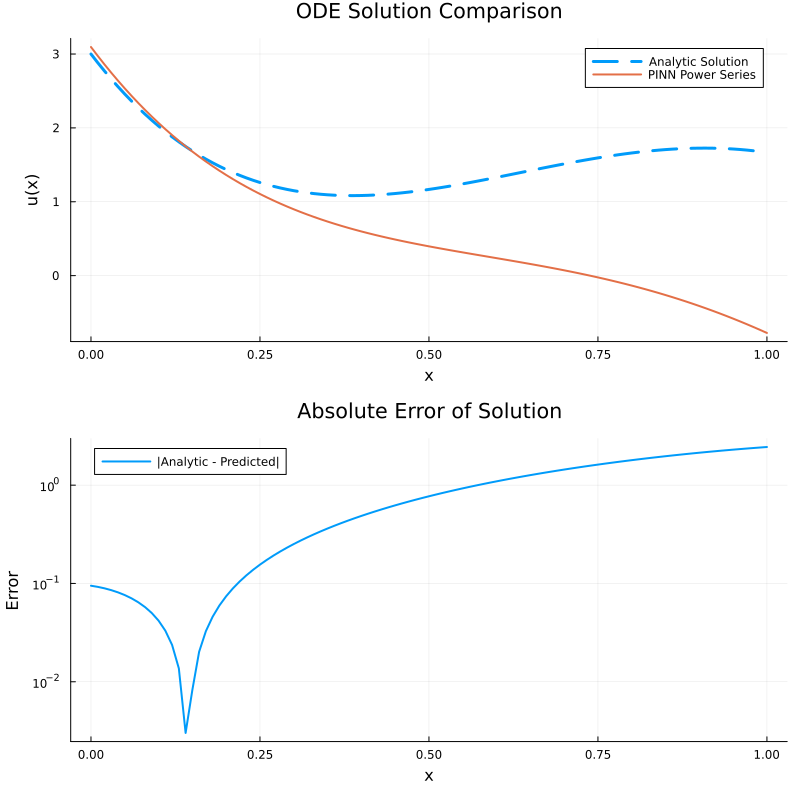 ODE Solution Comparison
Analytic Solution
PINN Power Series
3
2
1
0
u(x)
0.00 0.25 0.50 0.75 1.00
x
Absolute Error of Solution
|Analytic - Predicted|
10⁰
10⁻¹
10⁻²
Error
0.00 0.25 0.50 0.75 1.00
x